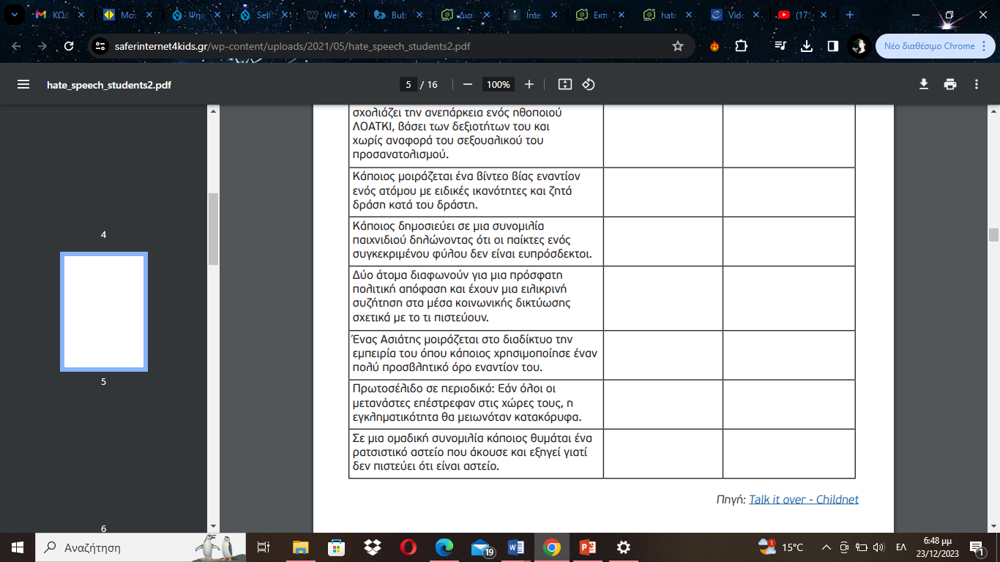 ΚΩΔ
Moz
Ψηφ
Self
Wel
Bub
Δια
Inte
Εκπ
hate
Vide
(175
saferinternet4kids.gr/wp-content/uploads/2021/05/hate_speech_students2.pdf
Νέο διαθέσιμο Chrome
hate_speech_students2.pdf
5 / 16
100%
4
5
6
σχολιάζει την ανεπάρκεια ενός ηθοποιού
ΛΟΑΤΚΙ, βάσει των δεξιοτήτων του και
χωρίς αναφορά του σεξουαλικού του
προσανατολισμού.
Κάποιος μοιράζεται ένα βίντεο βίας εναντίον
ενός ατόμου με ειδικές ικανότητες και ζητά
δράση κατά του δράστη.
Κάποιος δημοσιεύει σε μια συνομιλία
παιχνιδιού δηλώνοντας ότι οι παίκτες ενός
συγκεκριμένου φύλου δεν είναι ευπρόσδεκτοι.
Δύο άτομα διαφωνούν για μια πρόσφατη
πολιτική απόφαση και έχουν μια ειλικρινή
συζήτηση στα μέσα κοινωνικής δικτύωσης
σχετικά με το τι πιστεύουν.
Ένας Ασιάτης μοιράζεται στο διαδίκτυο την
εμπειρία του όπου κάποιος χρησιμοποίησε έναν
πολύ προσβλητικό όρο εναντίον του.
Πρωτοσέλιδο σε περιοδικό: Εάν όλοι οι
μετανάστες επέστρεφαν στις χώρες τους, η
εγκληματικότητα θα μειωνόταν κατακόρυφα.
Σε μια ομαδική συνομιλία κάποιος θυμάται ένα
ρατσιστικό αστείο που άκουσε και εξηγεί γιατί
δεν πιστεύει ότι είναι αστείο.
Πηγή: Talk it over - Childnet
Αναζήτηση
19
1
15°C
ΕΛ
6:48 μμ
23/12/2023
1